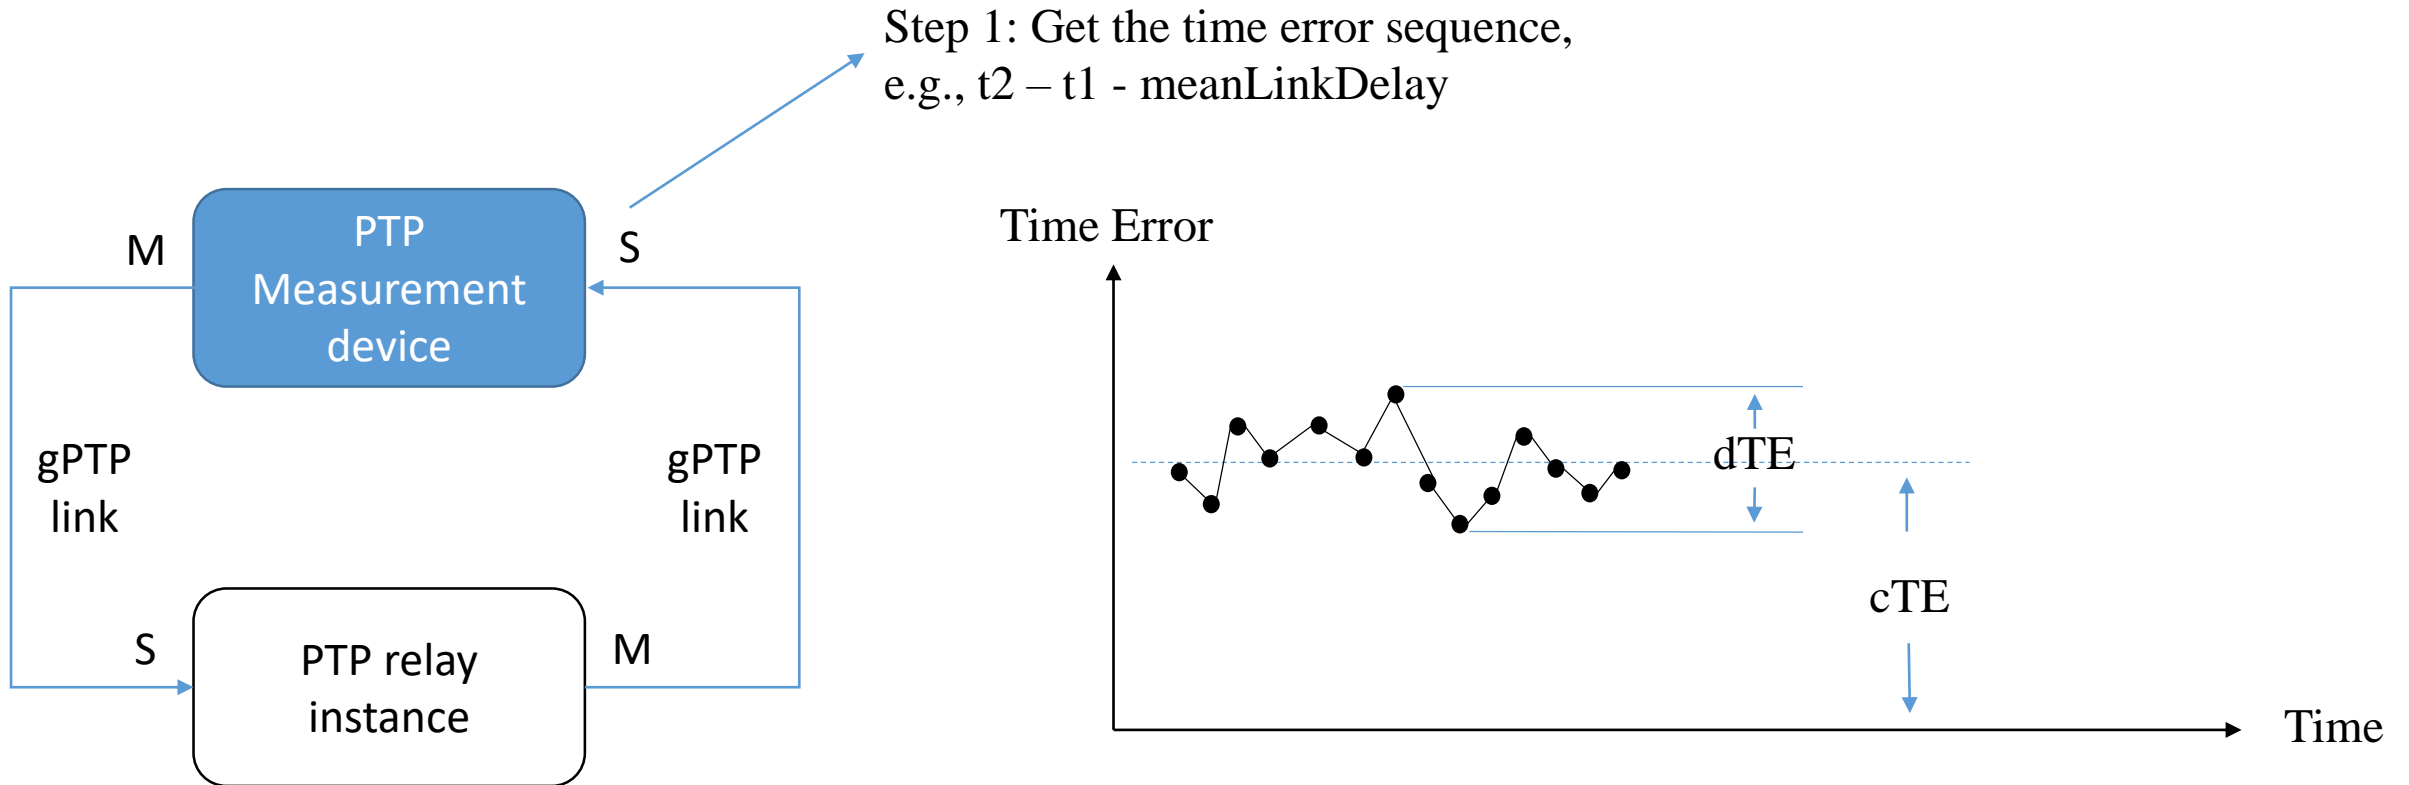 Step 1: Get the time error sequence,
e.g., t2 – t1 - meanLinkDelay
M
PTP
Measurement
device
S
gPTP
link
gPTP
link
S
PTP relay
instance
M
Time Error
dTE
cTE
Time